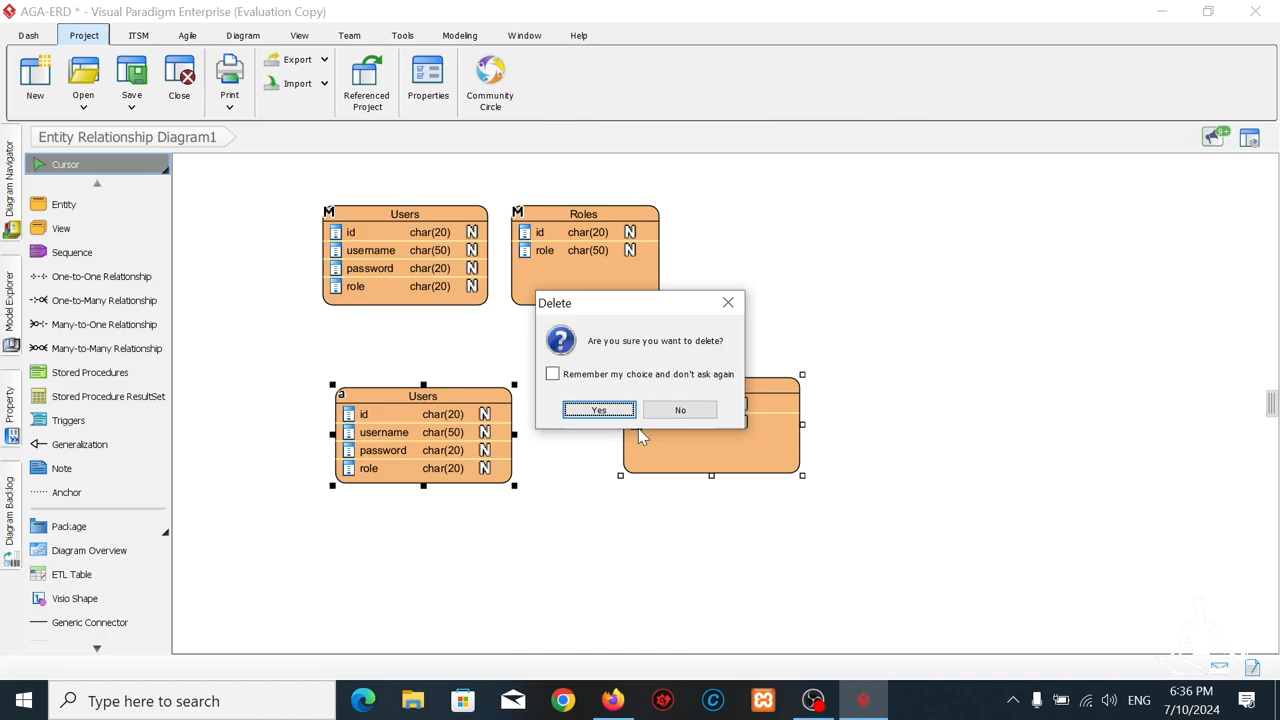 AGA-ERD * - Visual Paradigm Enterprise (Evaluation Copy)
Dash Project ITSM Agile Diagram View Team Tools Modeling Window Help
New
Open
Save
Close
Print
Export
Import
Referenced
Project
Properties
Community
Circle
Entity Relationship Diagram1
9+
Diagram Navigator
Model Explorer
Property
Diagram Backlog
Cursor
Entity
View
Sequence
One-to-One Relationship
One-to-Many Relationship
Many-to-One Relationship
Many-to-Many Relationship
Stored Procedures
Stored Procedure ResultSet
Triggers
Generalization
Note
Anchor
Package
Diagram Overview
ETL Table
Visio Shape
Generic Connector
M
Users
id char(20) N
username char(50) N
password char(20) N
role char(20) N
M
Roles
id char(20) N
role char(50) N
a
Users
id char(20) N
username char(50) N
password char(20) N
role char(20) N
Delete
Are you sure you want to delete?
Remember my choice and don't ask again
Yes No
Type here to search
ENG
6:36 PM
7/10/2024